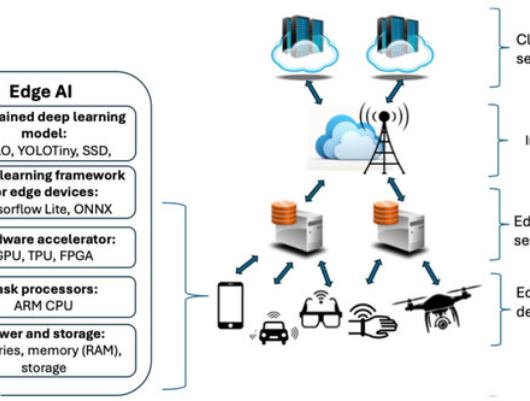 Edge AI
ained deep learning
model:
O, YOLOTiny, SSD,
learning framework
or edge devices:
sorflow Lite, ONNX
dware accelerator:
GPU, TPU, FPGA
ask processors:
ARM CPU
wer and storage:
ries, memory (RAM),
storage
Cl
se
I
Ed
se
Ed
de